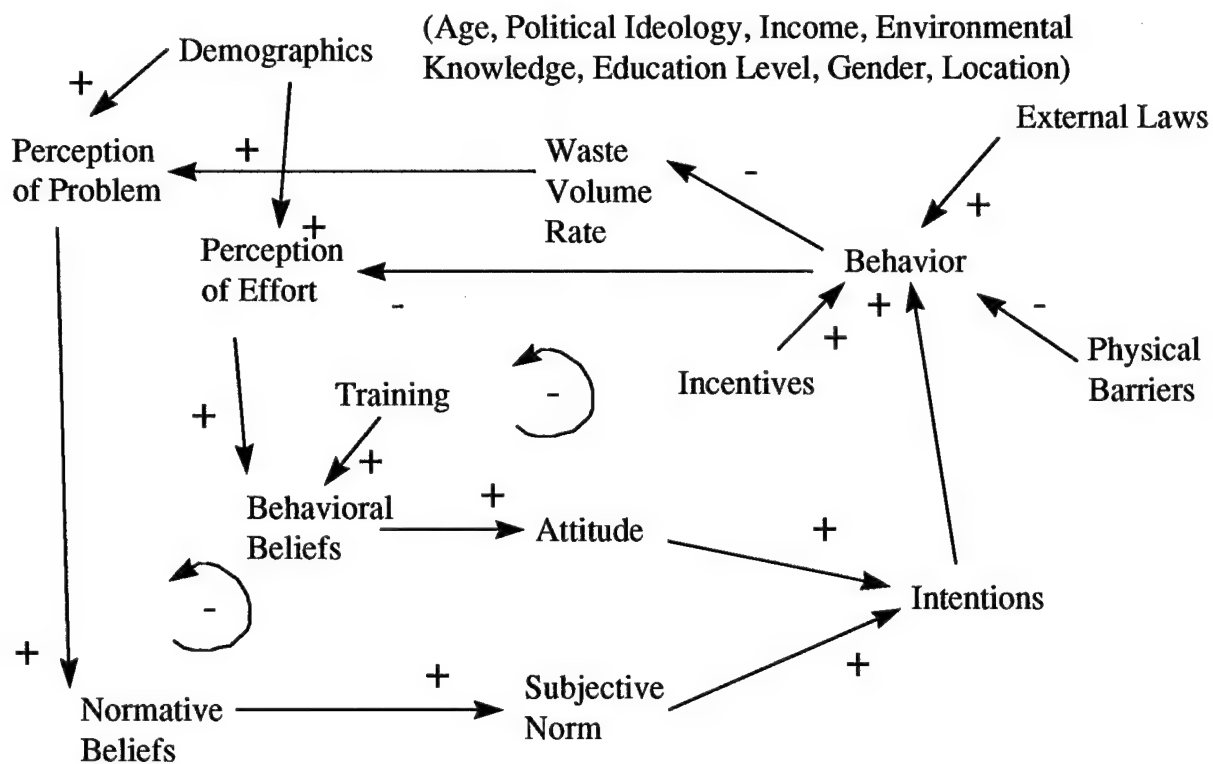 (Age, Political Ideology, Income, Environmental
Knowledge, Education Level, Gender, Location)
Demographics
+
External Laws
Perception
of Problem
+
Waste
Volume
Rate
-
+
+
Perception
of Effort
-
Behavior
+
+
-
Incentives
Physical
Barriers
Training
-
+
+
Behavioral
Beliefs
+
Attitude
+
Intentions
-
+
+
+
Normative
Beliefs
Subjective
Norm